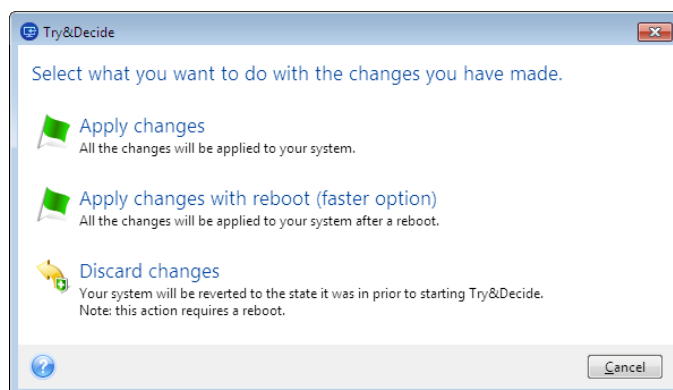 Try&Decide
Select what you want to do with the changes you have made.
Apply changes
All the changes will be applied to your system.
Apply changes with reboot (faster option)
All the changes will be applied to your system after a reboot.
Discard changes
Your system will be reverted to the state it was in prior to starting Try&Decide.
Note: this action requires a reboot.
?
Cancel